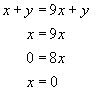 x + y = 9x + y
x = 9x
0 = 8x
x = 0